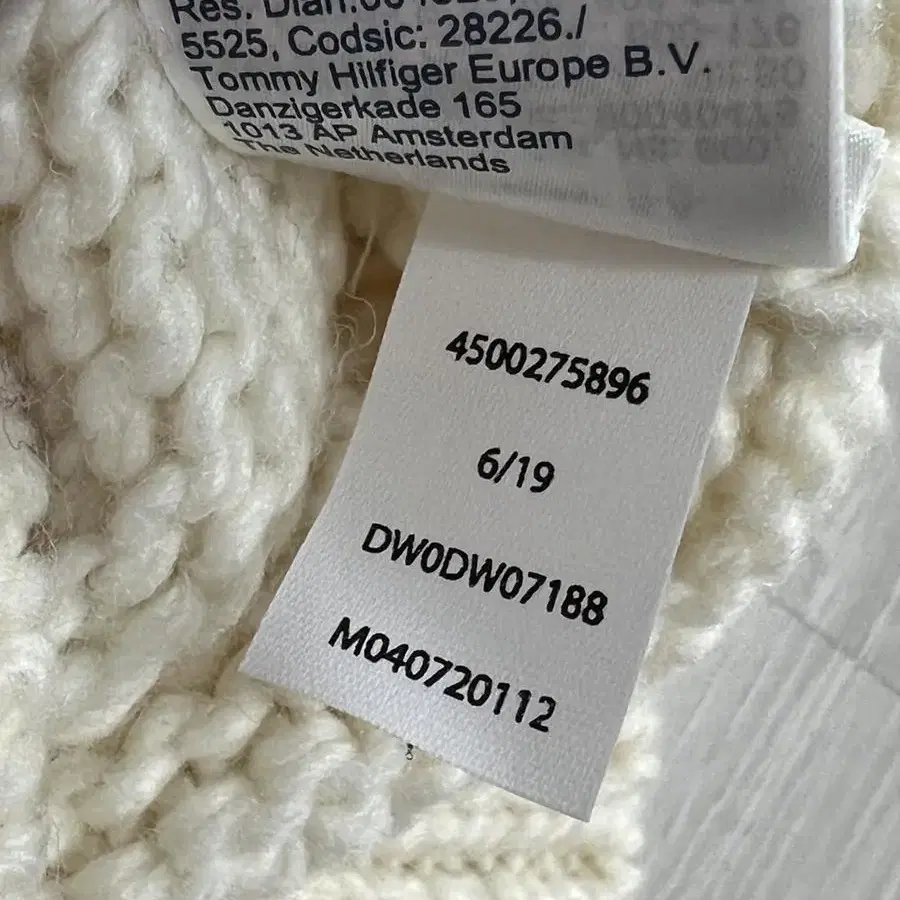 5525, Codsic: 28226./
Tommy Hilfiger Europe B.V.
Danzigerkade 165
1013 AP Amsterdam
The Netherlands
4500275896
6/19
DW0DW07188
M040720112